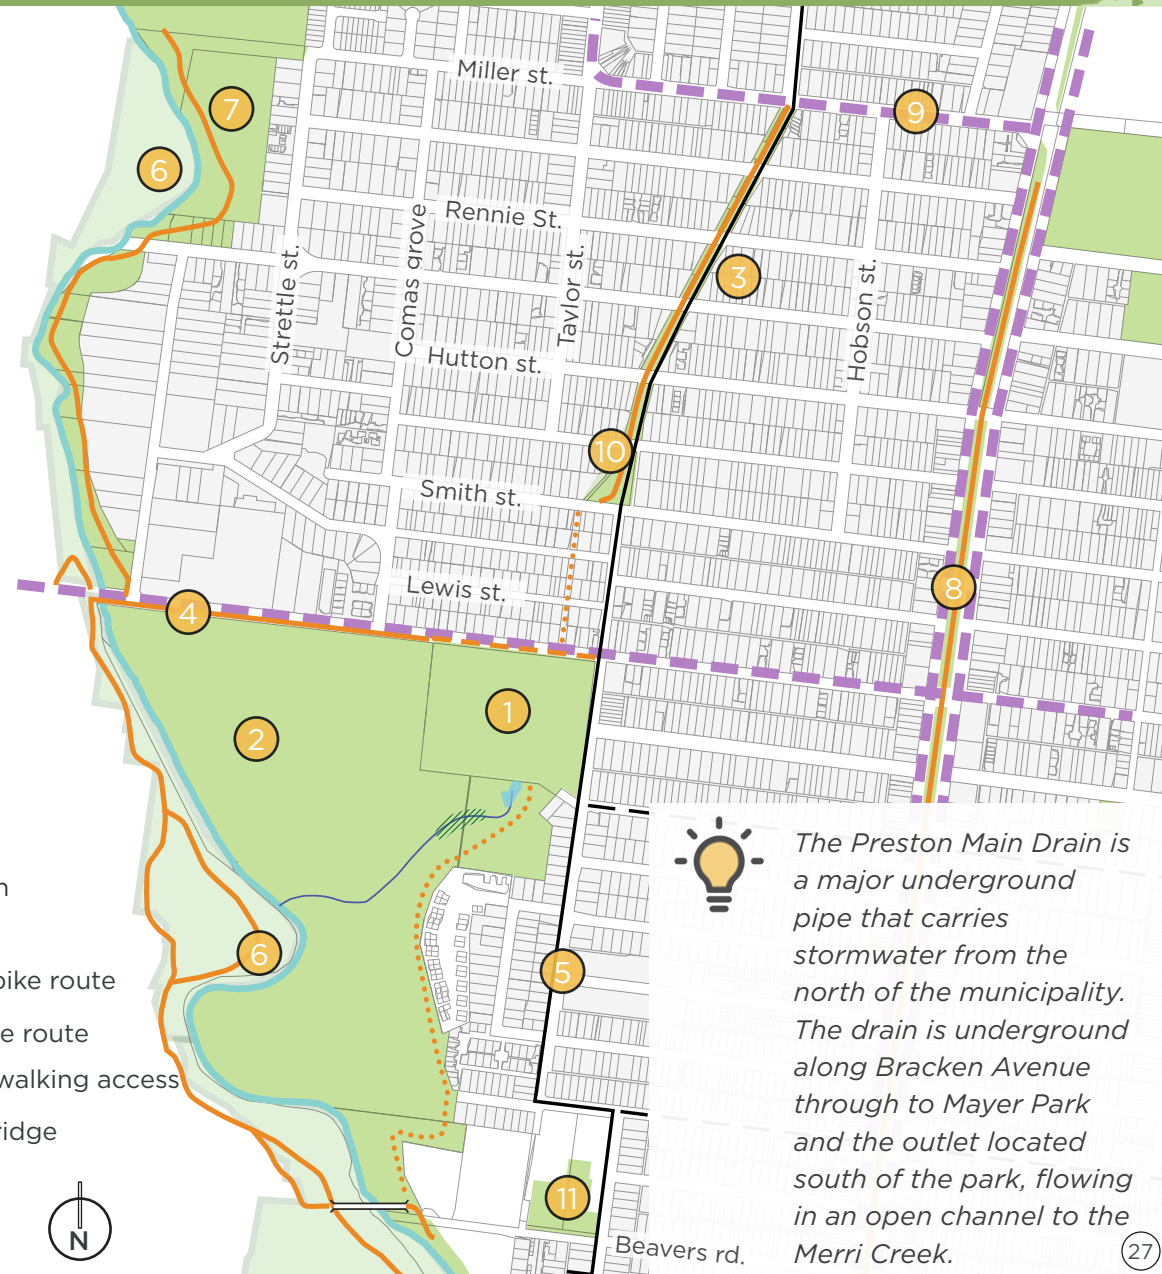 Miller st.
7
9
6
Rennie St.
Strettle st.
Comas grove
Taylor st.
3
Hobson st.
Hutton st.
10
Smith st.
Lewis st.
8
4
1
2
5
6
bike route
e route
walking access
ridge
N
11
Beavers rd.
The Preston Main Drain is
a major underground
pipe that carries
stormwater from the
north of the municipality.
The drain is underground
along Bracken Avenue
through to Mayer Park
and the outlet located
south of the park, flowing
in an open channel to the
Merri Creek.
27